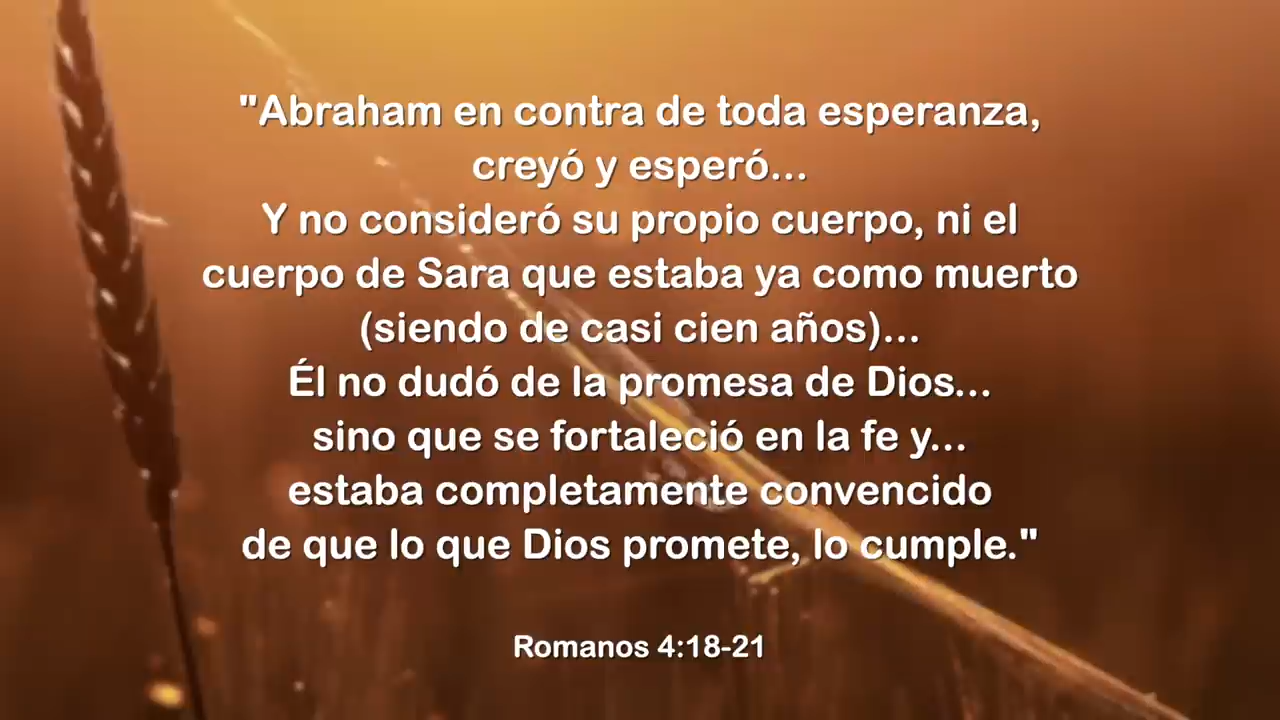 "Abraham en contra de toda esperanza,
creyó y esperó...
Y no consideró su propio cuerpo, ni el
cuerpo de Sara que estaba ya como muerto
(siendo de casi cien años)...
Él no dudó de la promesa de Dios...
sino que se fortaleció en la fe y...
estaba completamente convencido
de que lo que Dios promete, lo cumple."
Romanos 4:18-21